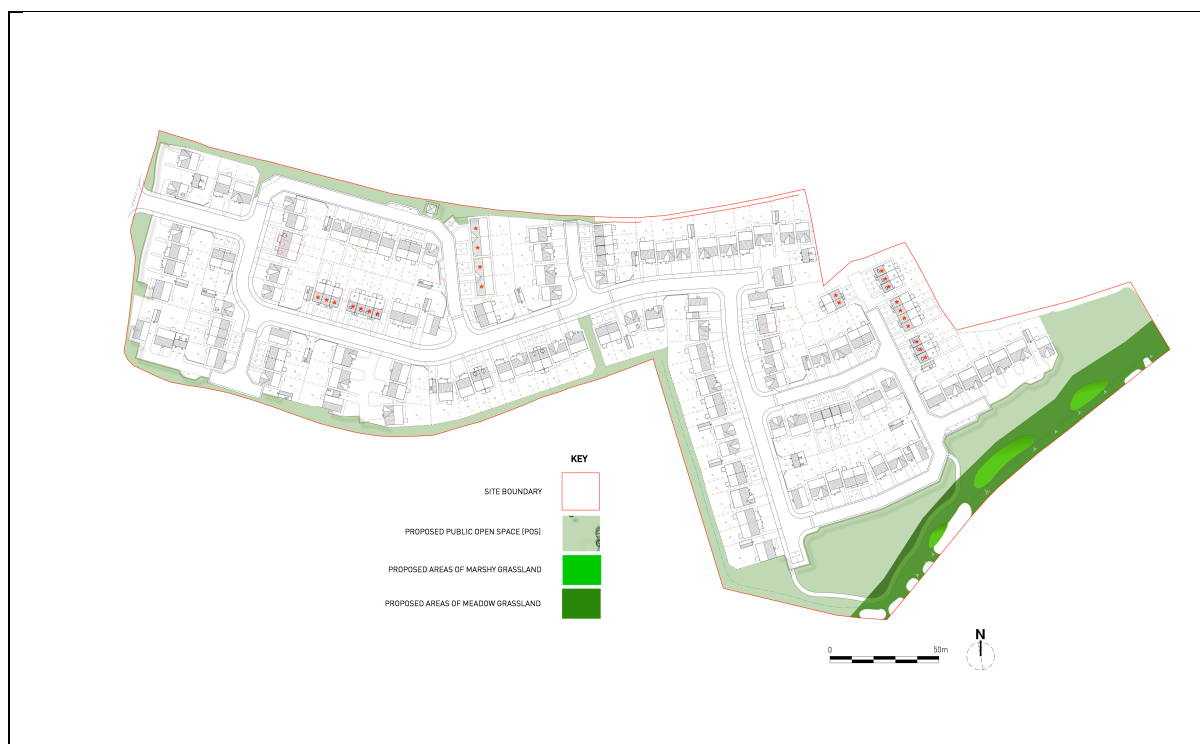 KEY
SITE BOUNDARY
PROPOSED PUBLIC OPEN SPACE (POS)
PROPOSED AREAS OF MARSHY GRASSLAND
PROPOSED AREAS OF MEADOW GRASSLAND
0 50m
N